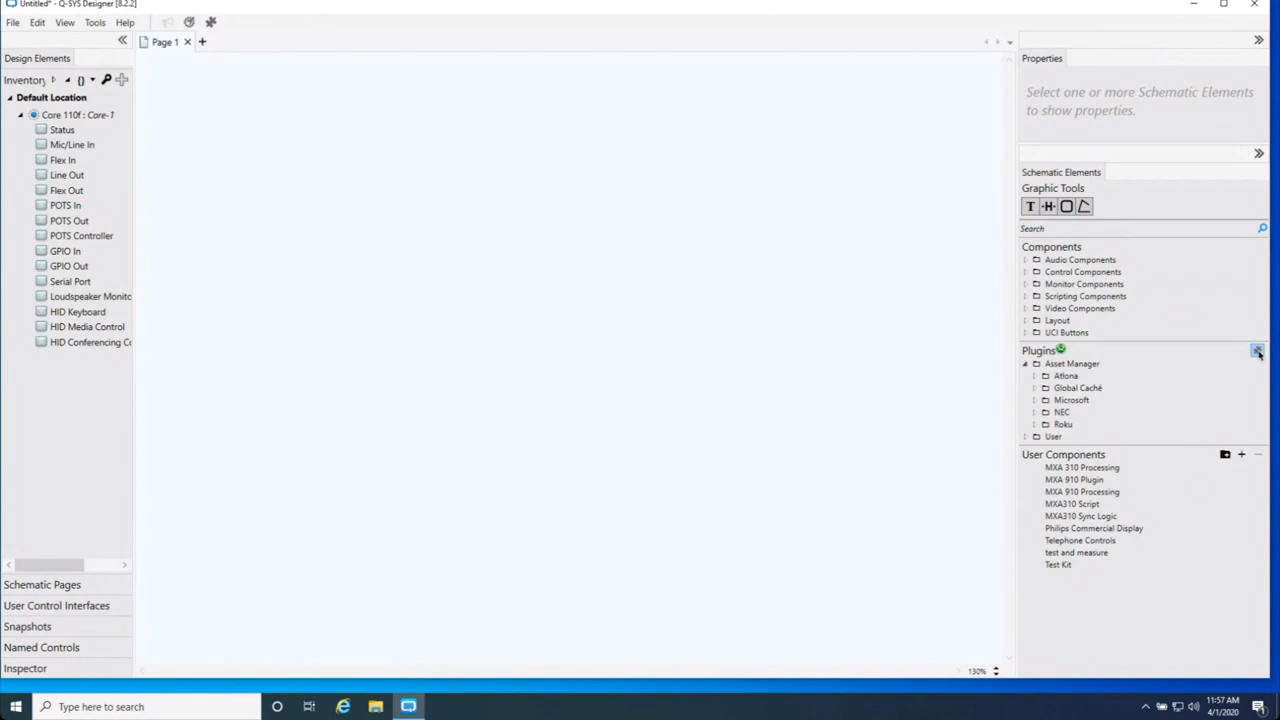 Untitled* - Q-SYS Designer [8.2.2]
File Edit View Tools Help
Page 1
Design Elements
Inventory
Default Location
Core 110f : Core-1
Status
Mic/Line In
Flex In
Line Out
Flex Out
POTS In
POTS Out
POTS Controller
GPIO In
GPIO Out
Serial Port
Loudspeaker Monito
HID Keyboard
HID Media Control
HID Conferencing Co
Schematic Pages
User Control Interfaces
Snapshots
Named Controls
Inspector
Properties
Select one or more Schematic Elements
to show properties.
Schematic Elements
Graphic Tools
T H
Search
Components
Audio Components
Control Components
Monitor Components
Scripting Components
Video Components
Layout
UCI Buttons
Plugins
Asset Manager
Atlona
Global Caché
Microsoft
NEC
Roku
User
User Components
MXA 310 Processing
MXA 910 Plugin
MXA 910 Processing
MXA310 Script
MXA310 Sync Logic
Philips Commercial Display
Telephone Controls
test and measure
Test Kit
130%
Type here to search
11:57 AM
4/1/2020
1